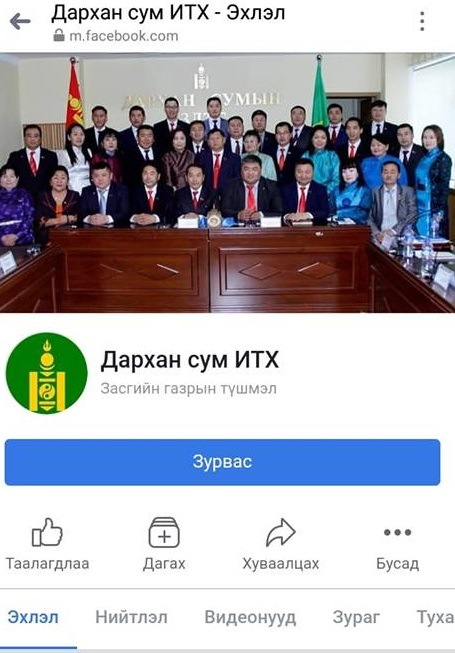 Дархан сум ИТХ - Эхлэл
m.facebook.com
ДАРХАН СУМЫН
Дархан сум ИТХ
Засгийн газрын түшмэл
Зурвас
Таалагдлаа
Дагах
Хуваалцах
Бусад
Эхлэл Нийтлэл Видеонууд Зураг Туха